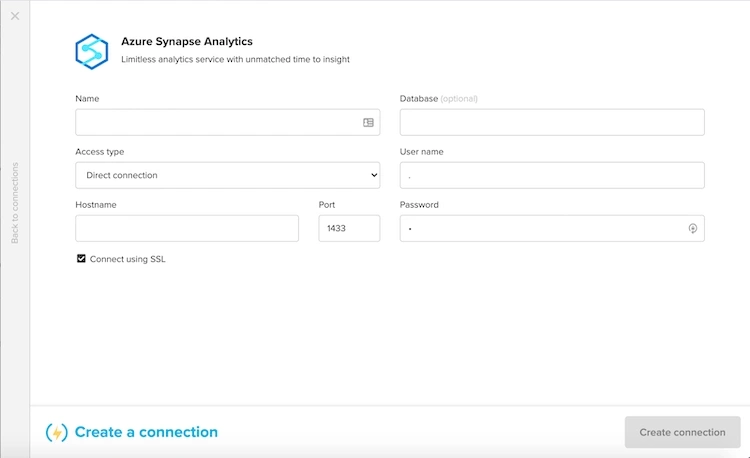 Azure Synapse Analytics
Limitless analytics service with unmatched time to insight
Name
Database (optional)
Access type
User name
Direct connection
.
Hostname
Port
Password
1433
•
Connect using SSL
Back to connections
Create a connection
Create connection